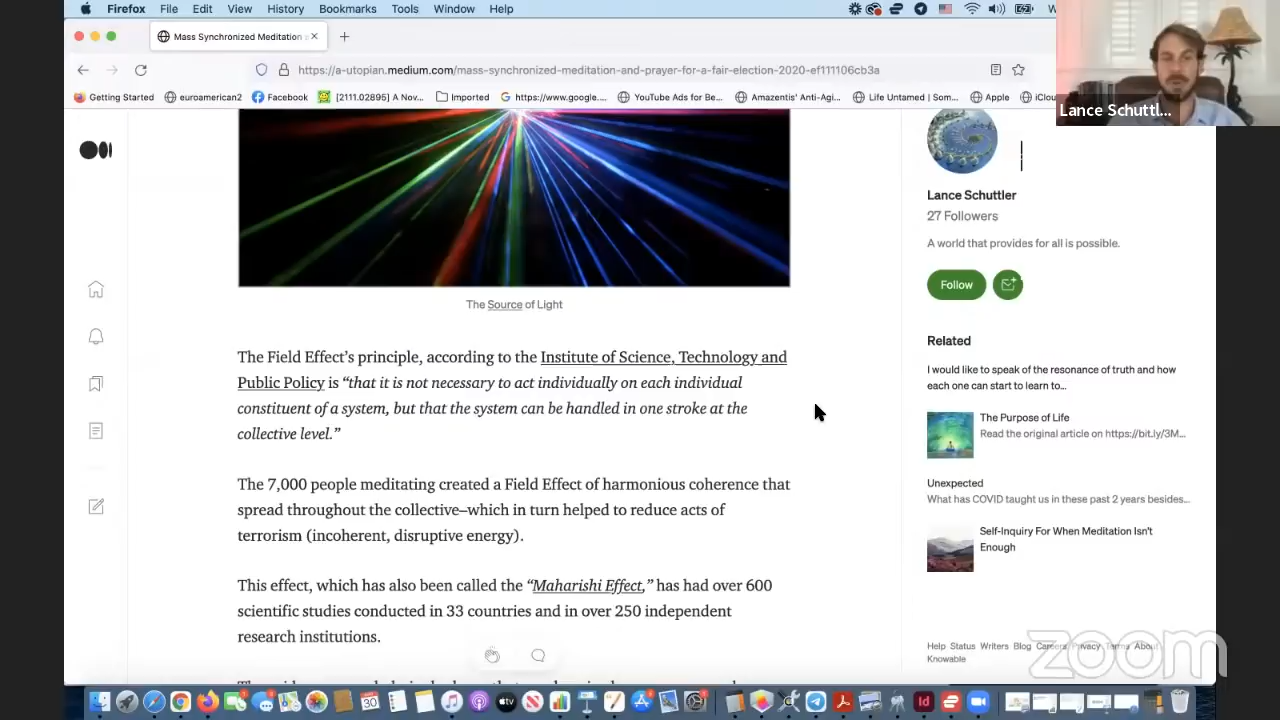 Firefox File Edit View History Bookmarks Tools Window Help
Mass Synchronized Meditation
https://a-utopian.medium.com/mass-synchronized-meditation-and-prayer-for-a-fair-election-2020-ef111106cb3a
Getting Started euroamerican2 Facebook [2111.02895] A Nov... Imported https://www.google.... YouTube Ads for Be... Amazentis' Anti-Agi... Life Untamed | Som... Apple iClou
Lance Schuttl...
The Source of Light
The Field Effect's principle, according to the Institute of Science, Technology and
Public Policy is “that it is not necessary to act individually on each individual
constituent of a system, but that the system can be handled in one stroke at the
collective level.”
The 7,000 people meditating created a Field Effect of harmonious coherence that
spread throughout the collective–which in turn helped to reduce acts of
terrorism (incoherent, disruptive energy).
This effect, which has also been called the “Maharishi Effect,” has had over 600
scientific studies conducted in 33 countries and in over 250 independent
research institutions.
Lance Schuttler
27 Followers
A world that provides for all is possible.
Follow
Related
I would like to speak of the resonance of truth and how
each one can start to learn to...
The Purpose of Life
Read the original article on https://bit.ly/3M...
Unexpected
What has COVID taught us in these past 2 years besides...
Self-Inquiry For When Meditation Isn't
Enough
Help Status Writers Blog Careers Privacy Terms About
Knowable
zoom